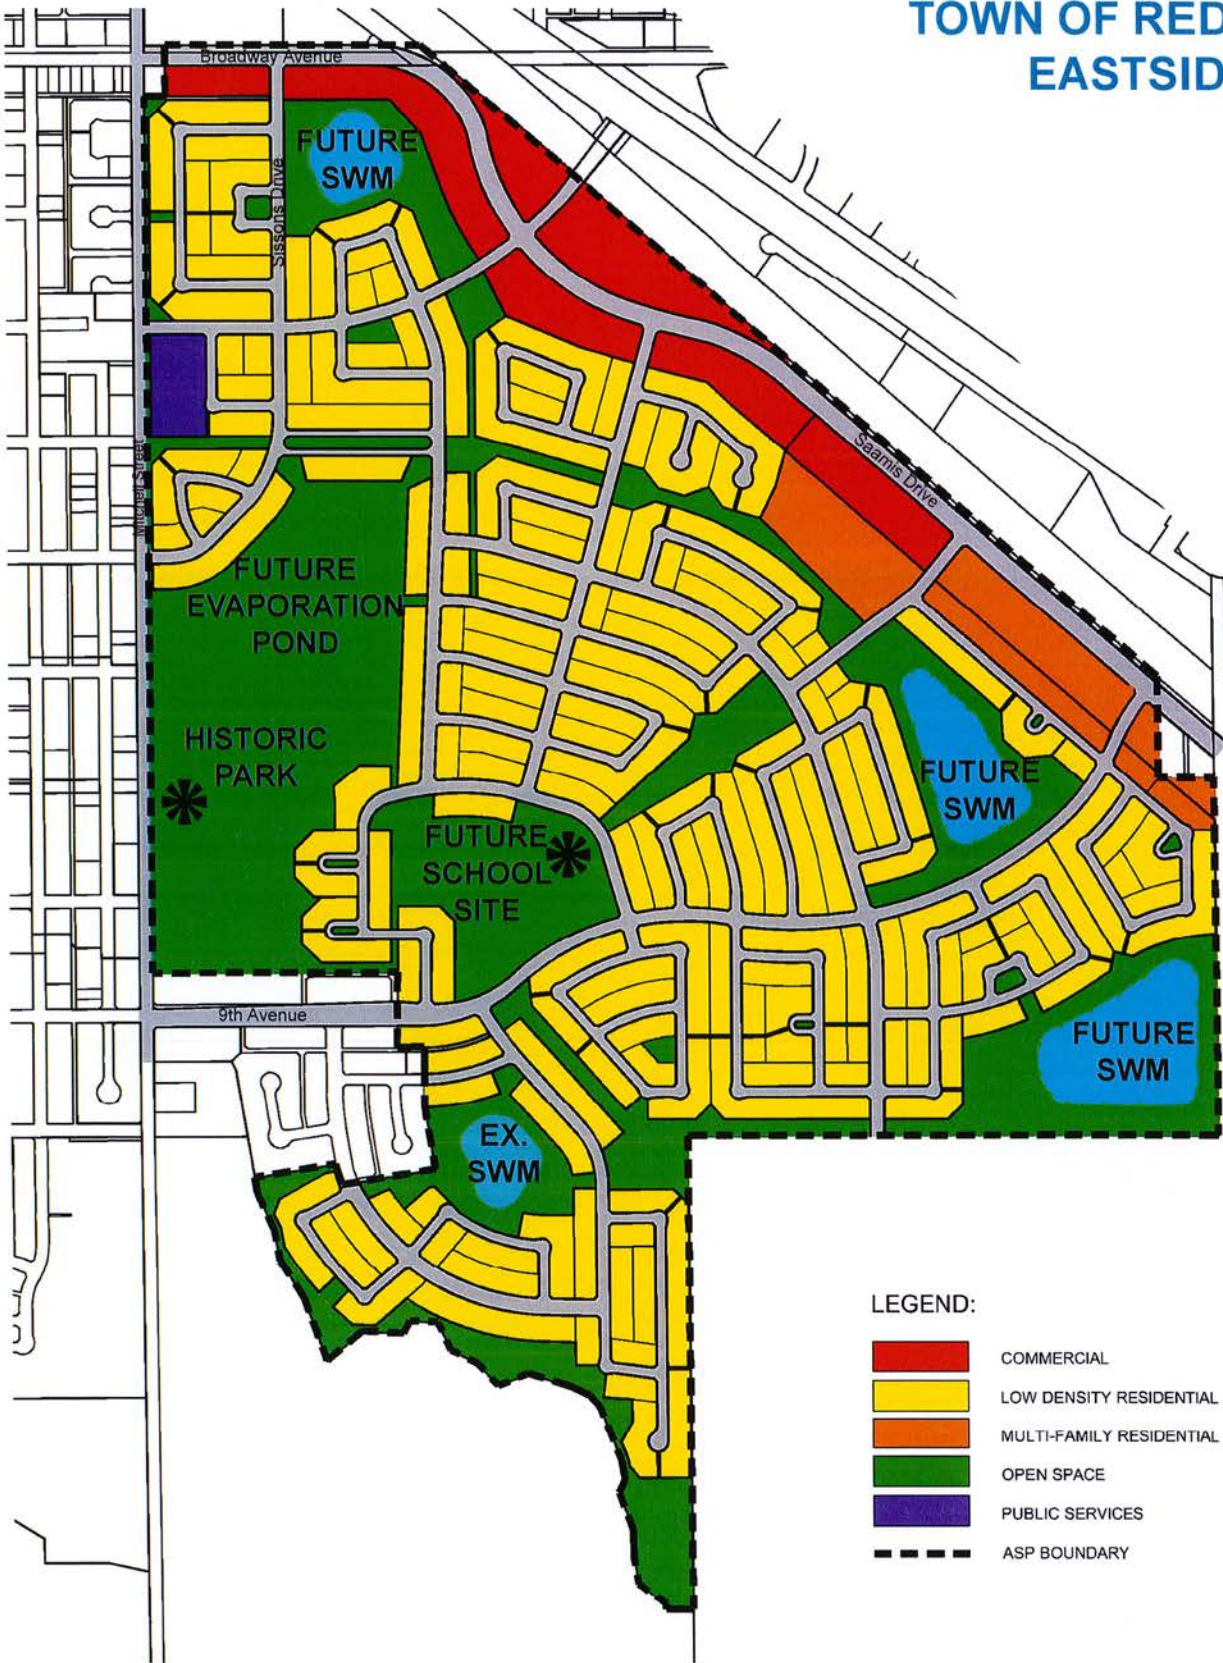 TOWN OF RED
EASTSID
Broadway Avenue
FUTURE
SWM
Sissons Drive
Mitchell Street
Saamis Drive
FUTURE
EVAPORATION
POND
HISTORIC
PARK
FUTURE
SWM
FUTURE
SCHOOL
SITE
9th Avenue
FUTURE
SWM
EX.
SWM
LEGEND:
COMMERCIAL
LOW DENSITY RESIDENTIAL
MULTI-FAMILY RESIDENTIAL
OPEN SPACE
PUBLIC SERVICES
ASP BOUNDARY